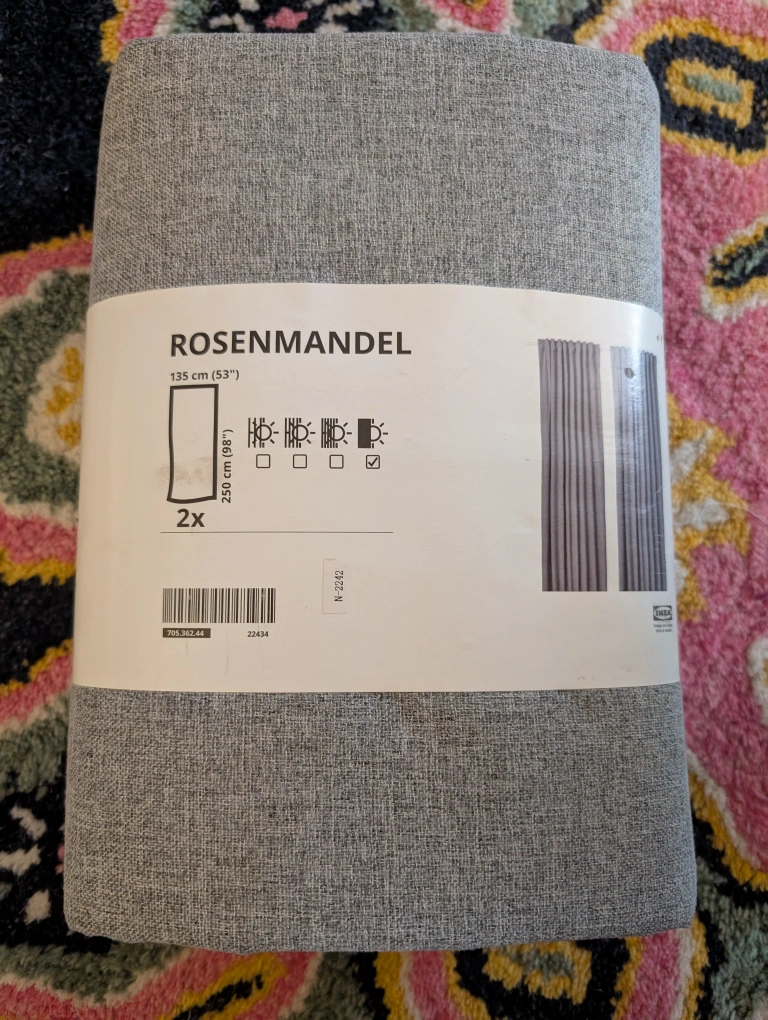 ROSENMANDEL
135 cm (53")
250 cm (98")
2x
N-2242
705.362.44
22434
IKEA